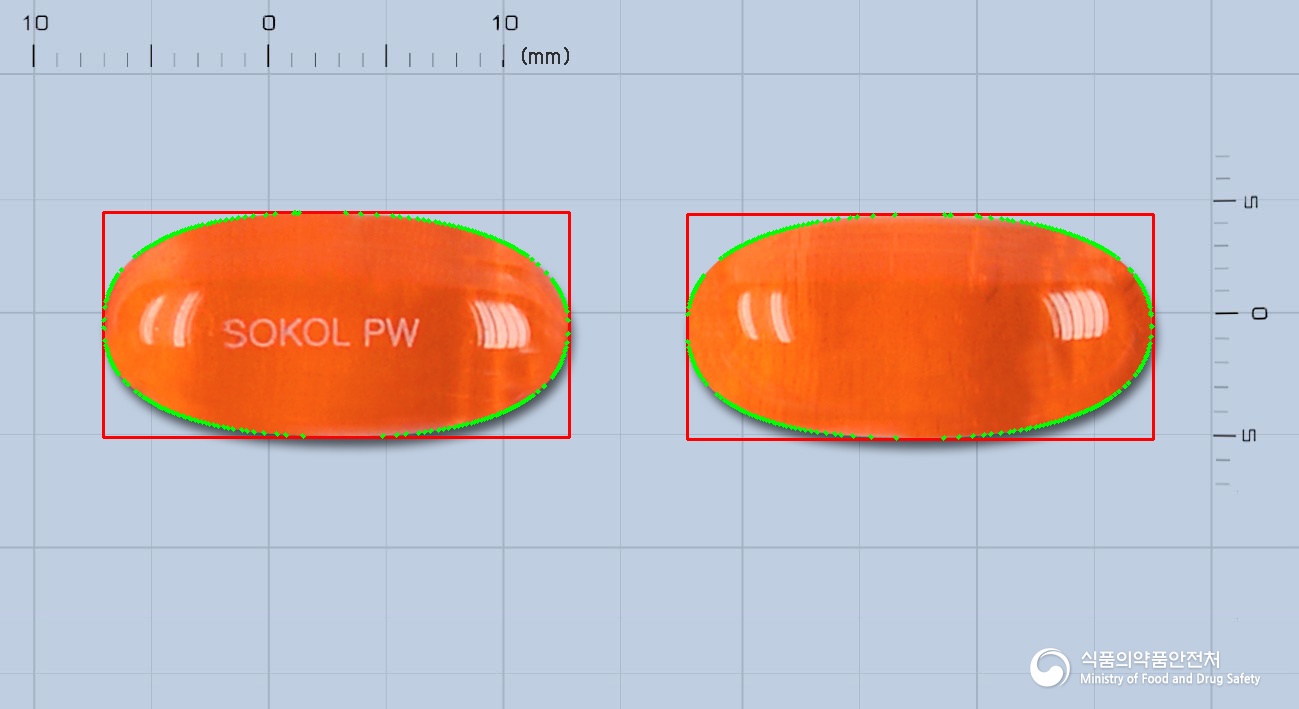 10 0 10
(mm)
SOKOL PW
5
0
5
식품의약품안전처
Ministry of Food and Drug Safety